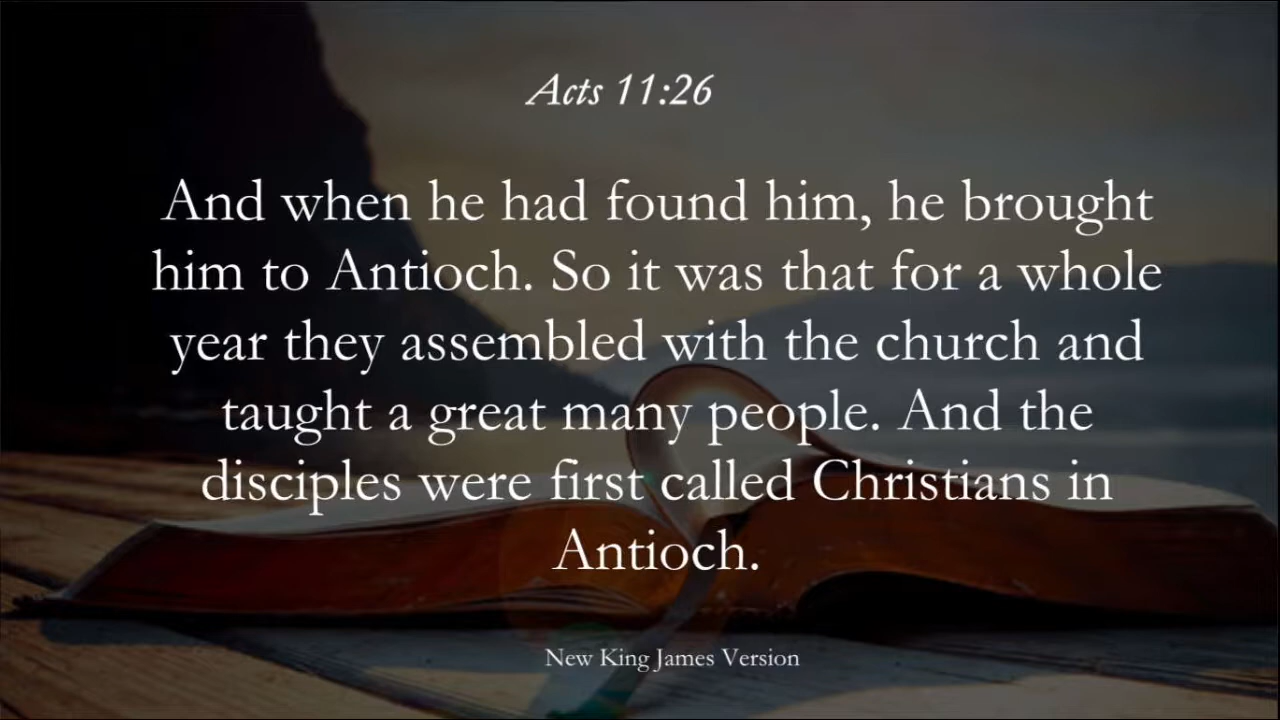 Acts 11:26
And when he had found him, he brought
him to Antioch. So it was that for a whole
year they assembled with the church and
taught a great many people. And the
disciples were first called Christians in
Antioch.
New King James Version